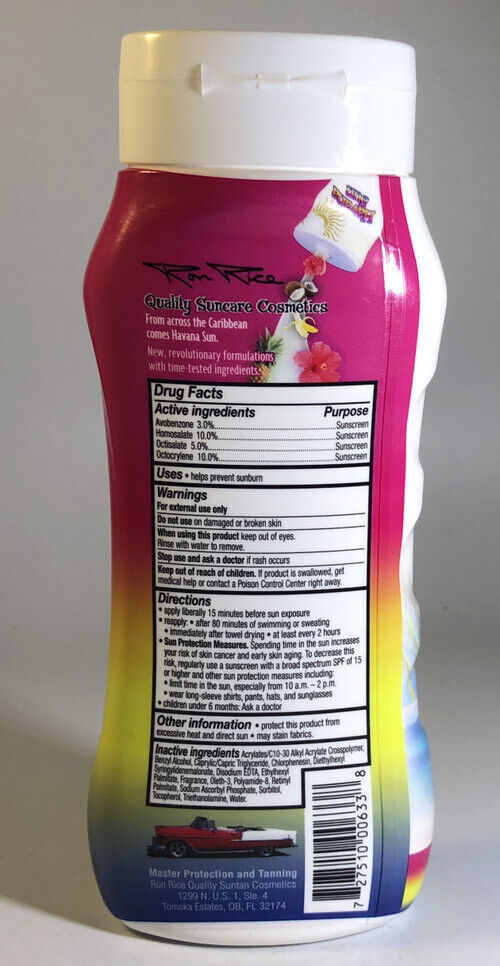 Ron Rice
Quality Suncare Cosmetics
From across the Caribbean
comes Havana Sun.
New, revolutionary formulations
with time-tested ingredients.
Drug Facts
Active ingredients Purpose
Avobenzone 3.0% Sunscreen
Homosalate 10.0% Sunscreen
Octisalate 5.0% Sunscreen
Octocrylene 10.0% Sunscreen
Uses • helps prevent sunburn
Warnings
For external use only
Do not use on damaged or broken skin
When using this product keep out of eyes.
Rinse with water to remove.
Stop use and ask a doctor if rash occurs
Keep out of reach of children. If product is swallowed, get
medical help or contact a Poison Control Center right away.
Directions
• apply liberally 15 minutes before sun exposure
• reapply: • after 80 minutes of swimming or sweating
• immediately after towel drying • at least every 2 hours
• Sun Protection Measures. Spending time in the sun increases
your risk of skin cancer and early skin aging. To decrease this
risk, regularly use a sunscreen with a broad spectrum SPF of 15
or higher and other sun protection measures including:
• limit time in the sun, especially from 10 a.m. – 2 p.m.
• wear long-sleeve shirts, pants, hats, and sunglasses
• children under 6 months: Ask a doctor
Other information • protect this product from
excessive heat and direct sun • may stain fabrics.
Inactive ingredients Acrylates/C10-30 Alkyl Acrylate Crosspolymer,
Benzyl Alcohol, Caprylic/Capric Triglyceride, Chlorphenesin, Diethylhexyl
Syringylidenemalonate, Disodium EDTA, Ethylhexyl
Palmitate, Fragrance, Oleth-3, Polyamide-8, Retinyl
Palmitate, Sodium Ascorbyl Phosphate, Sorbitol,
Tocopherol, Triethanolamine, Water.
7 27510 00633 8
Master Protection and Tanning
Ron Rice Quality Suntan Cosmetics
1299 N. U.S. 1, Ste. 4
Tomoka Estates, OB, FL 32174